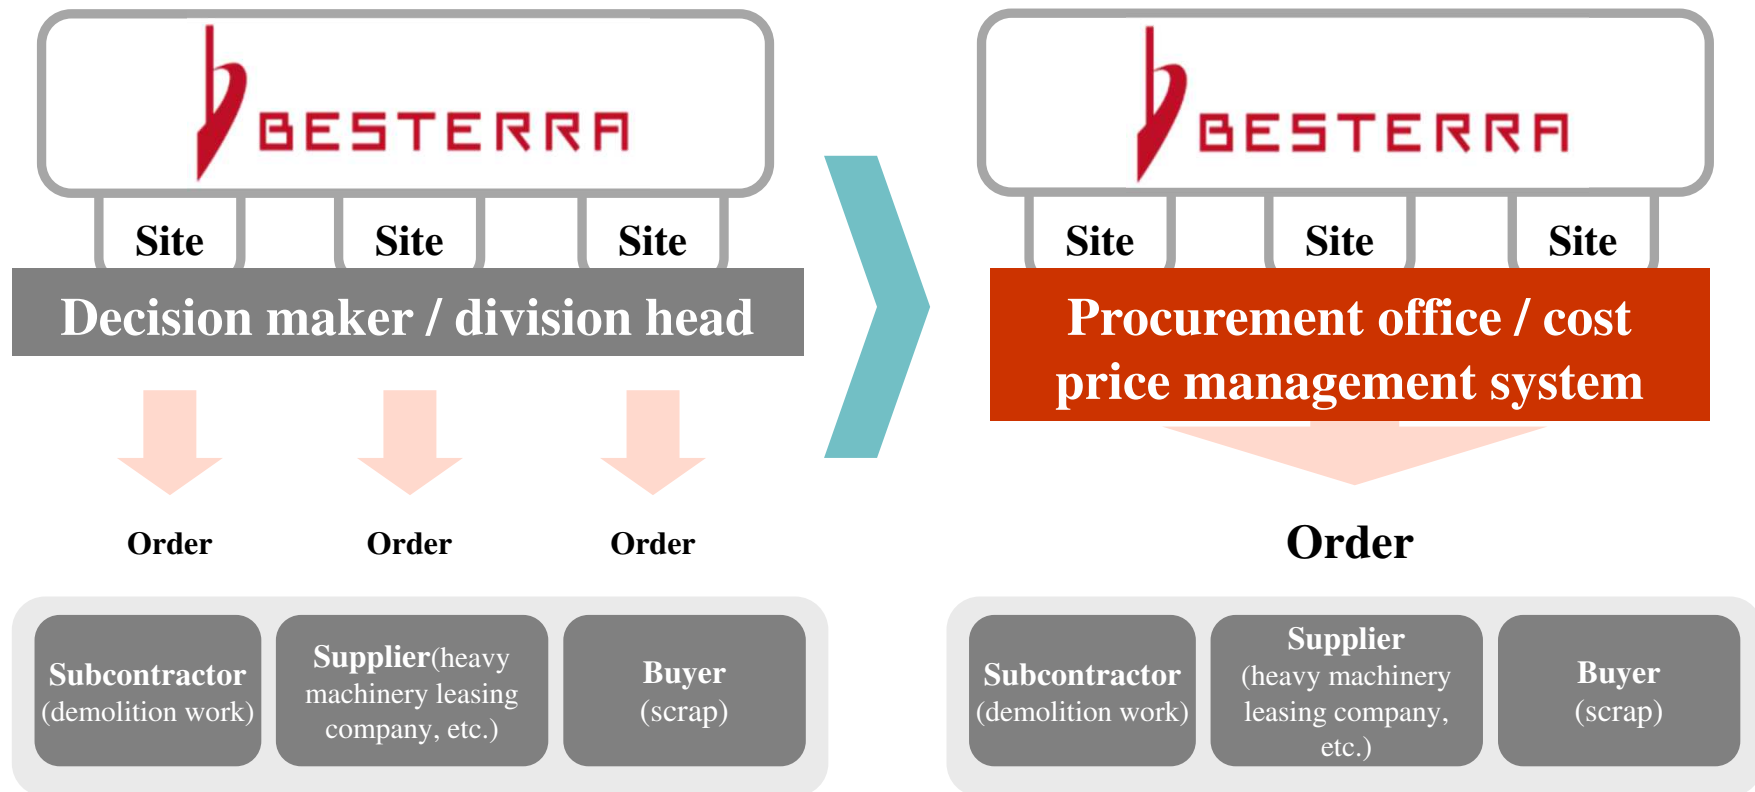 BESTERRA
Site
Site
Site
Decision maker / division head
Order
Order
Order
Subcontractor
(demolition work)
Supplier(heavy
machinery leasing
company, etc.)
Buyer
(scrap)
BESTERRA
Site
Site
Site
Procurement office / cost
price management system
Order
Subcontractor
(demolition work)
Supplier
(heavy machinery
leasing company,
etc.)
Buyer
(scrap)